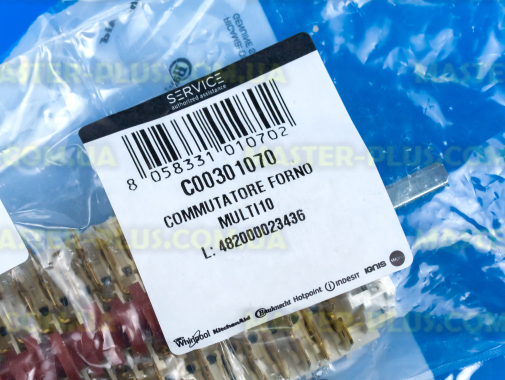 SERVICE
authorized assistance
8 058331 010702
C00301070
COMMUTATORE FORNO
MULTI10
L: 482000023436
Whirlpool KitchenAid Bauknecht Hotpoint indesit IGNIS
MASTER-PLUS.COM.UA